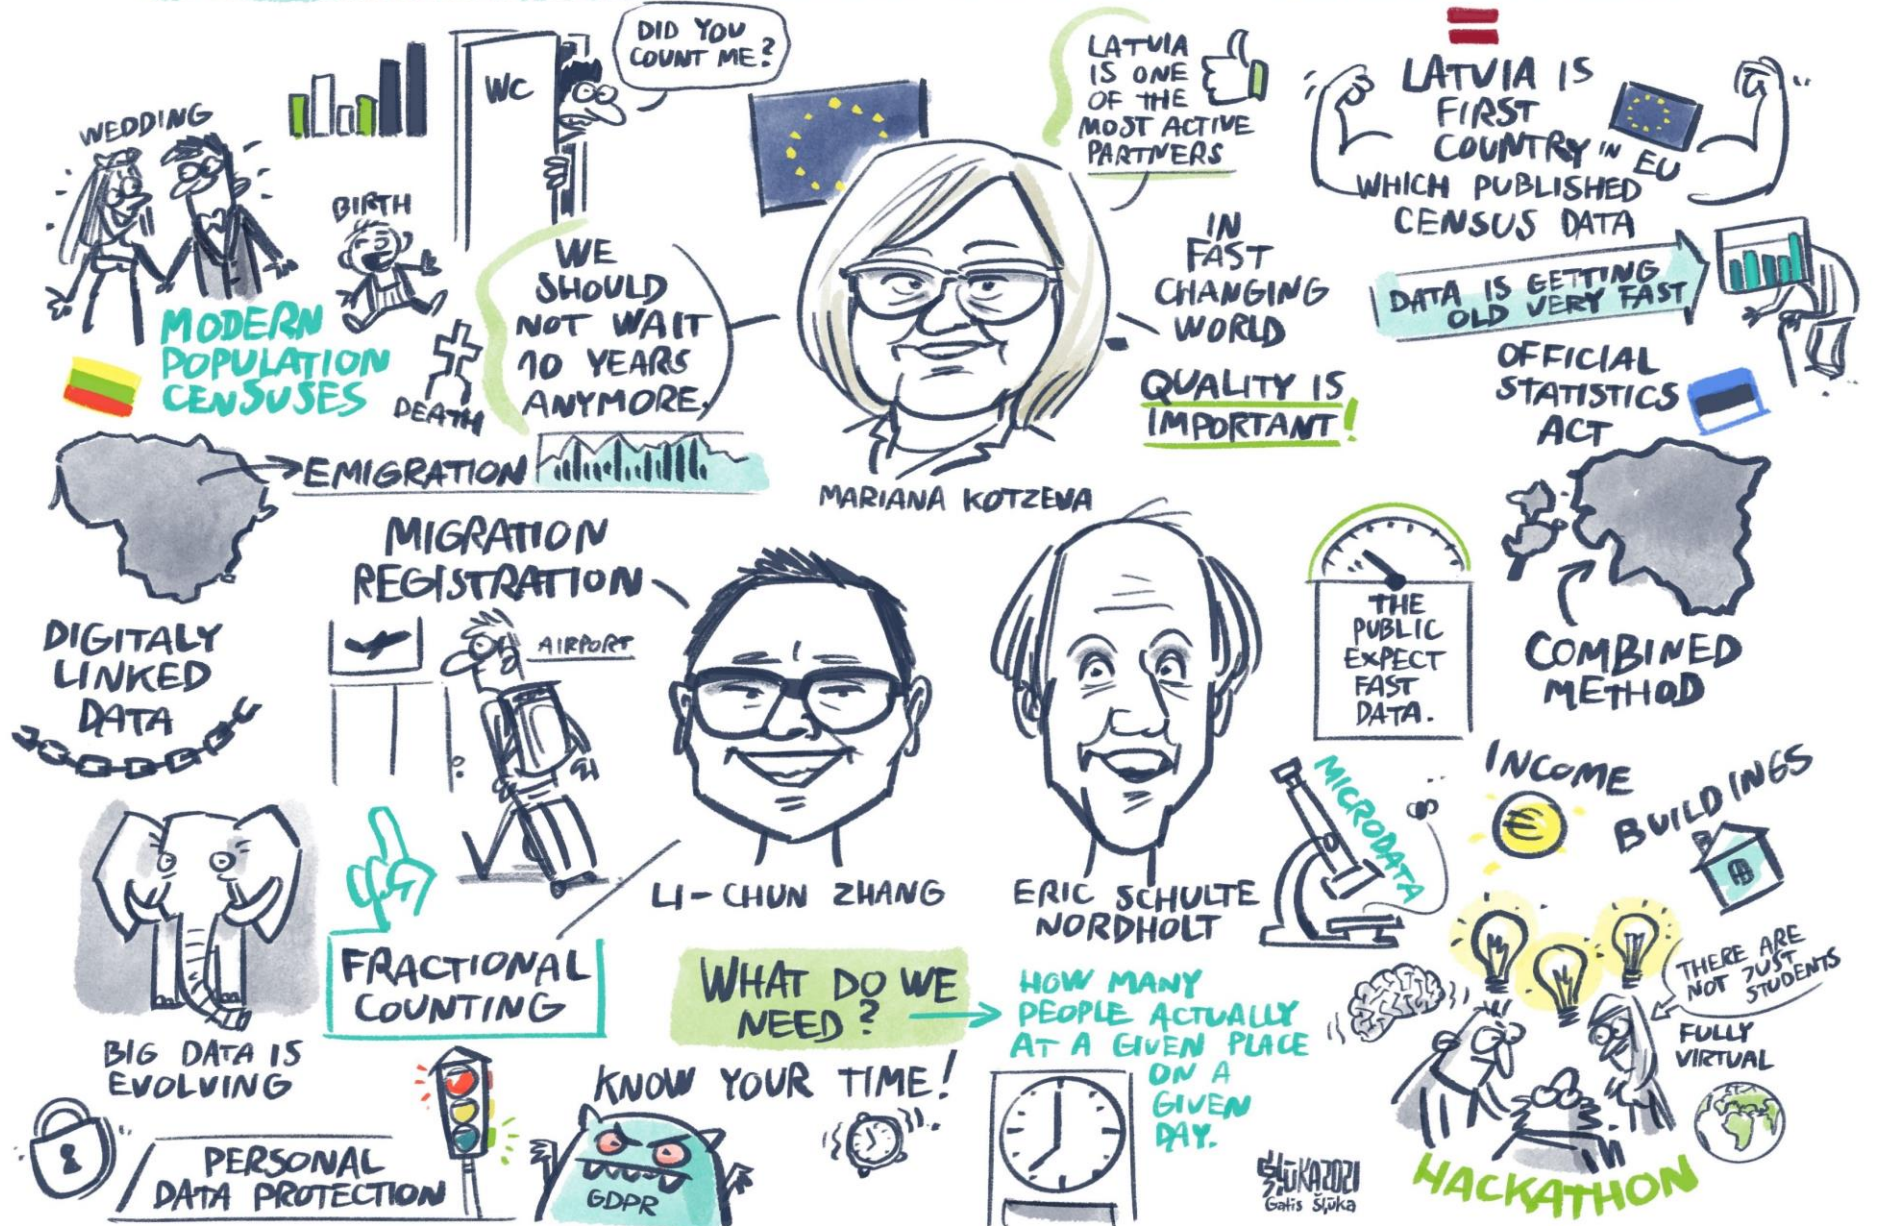 DID YOU
COUNT ME?
WC
WEDDING
BIRTH
MODERN
POPULATION
CENSUSES
DEATH
WE
SHOULD
NOT WAIT
10 YEARS
ANYMORE.
LATVIA
IS ONE
OF THE
MOST ACTIVE
PARTNERS
LATVIA IS
FIRST
COUNTRY IN EU
WHICH PUBLISHED
CENSUS DATA
IN
FAST
CHANGING
WORLD
QUALITY IS
IMPORTANT!
DATA IS GETTING
OLD VERY FAST
OFFICIAL
STATISTICS
ACT
EMIGRATION
MARIANA KOTZEVA
MIGRATION
REGISTRATION
DIGITALY
LINKED
DATA
AIRPORT
THE
PUBLIC
EXPECT
FAST
DATA.
COMBINED
METHOD
INCOME
€
BUILDINGS
MICRODATA
LI-CHUN ZHANG
ERIC SCHULTE
NORDHOLT
FRACTIONAL
COUNTING
BIG DATA IS
EVOLVING
WHAT DO WE
NEED?
HOW MANY
PEOPLE ACTUALLY
AT A GIVEN PLACE
ON A
GIVEN
DAY.
THERE ARE
NOT JUST
STUDENTS
FULLY
VIRTUAL
KNOW YOUR TIME!
PERSONAL
DATA PROTECTION
GDPR
ŠĻŪKA2021
Gatis Šļūka
HACKATHON